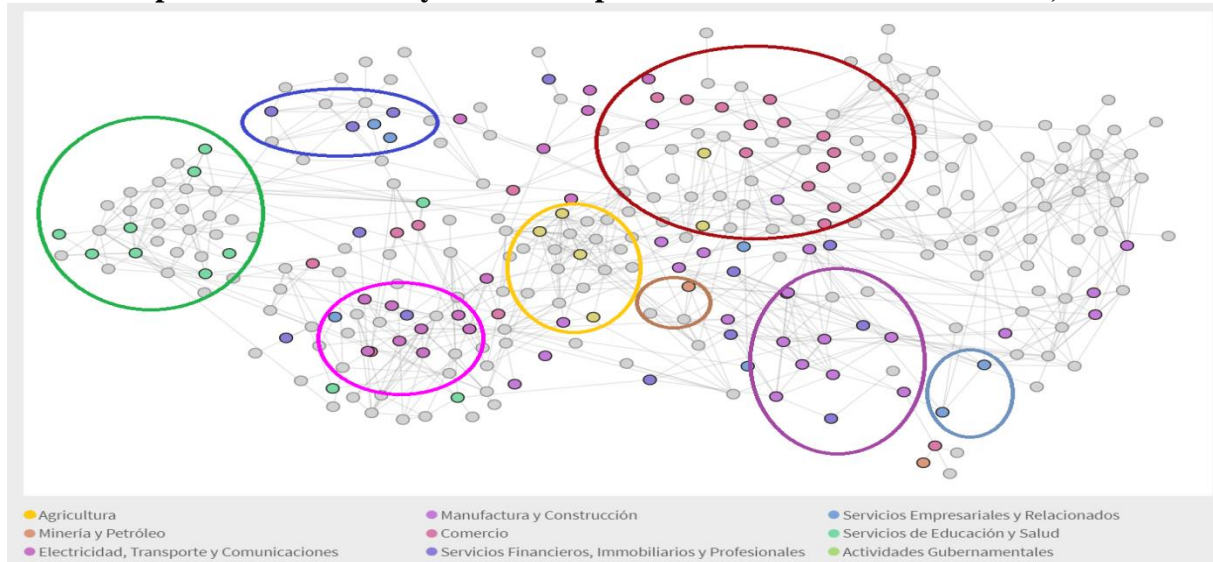 Agricultura
Minería y Petróleo
Electricidad, Transporte y Comunicaciones
Manufactura y Construcción
Comercio
Servicios Financieros, Immobiliarios y Profesionales
Servicios Empresariales y Relacionados
Servicios de Educación y Salud
Actividades Gubernamentales